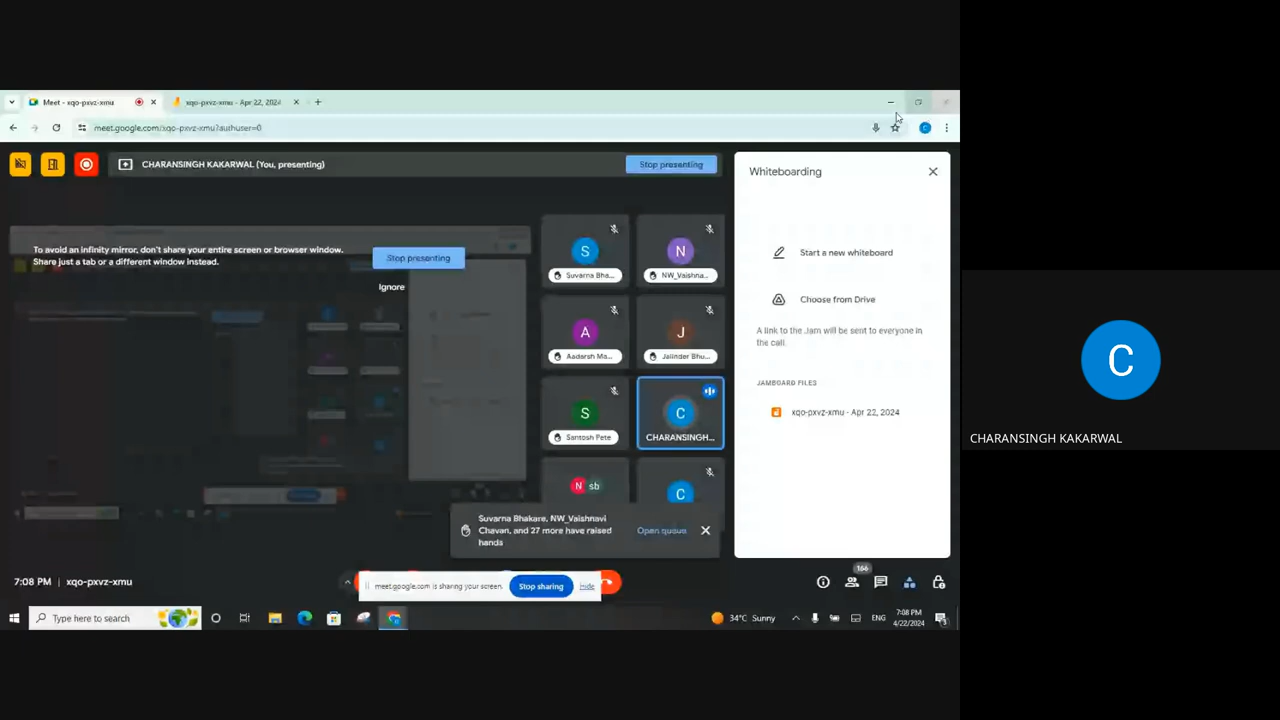 Meet - xqo-pxvz-xmu
xqo-pxvz-xmu - Apr 22, 2024
meet.google.com/xqo-pxvz-xmu?authuser=0
CHARANSINGH KAKARWAL (You, presenting)
Stop presenting
To avoid an infinity mirror, don't share your entire screen or browser window.
Share just a tab or a different window instead.
Stop presenting
Ignore
S
Suvarna Bha...
N
NW_Vaishna...
A
Aadarsh Ma...
J
Jalinder Bhu...
S
Santosh Pete
C
CHARANSINGH...
N sb
C
Suvarna Bhakare, NW_Vaishnavi
Chavan, and 27 more have raised
hands
Open queue
Whiteboarding
Start a new whiteboard
Choose from Drive
A link to the Jam will be sent to everyone in
the call.
JAMBOARD FILES
xqo-pxvz-xmu - Apr 22, 2024
7:08 PM | xqo-pxvz-xmu
meet.google.com is sharing your screen.
Stop sharing
Hide
166
Type here to search
34°C Sunny
ENG
7:08 PM
4/22/2024
C
CHARANSINGH KAKARWAL